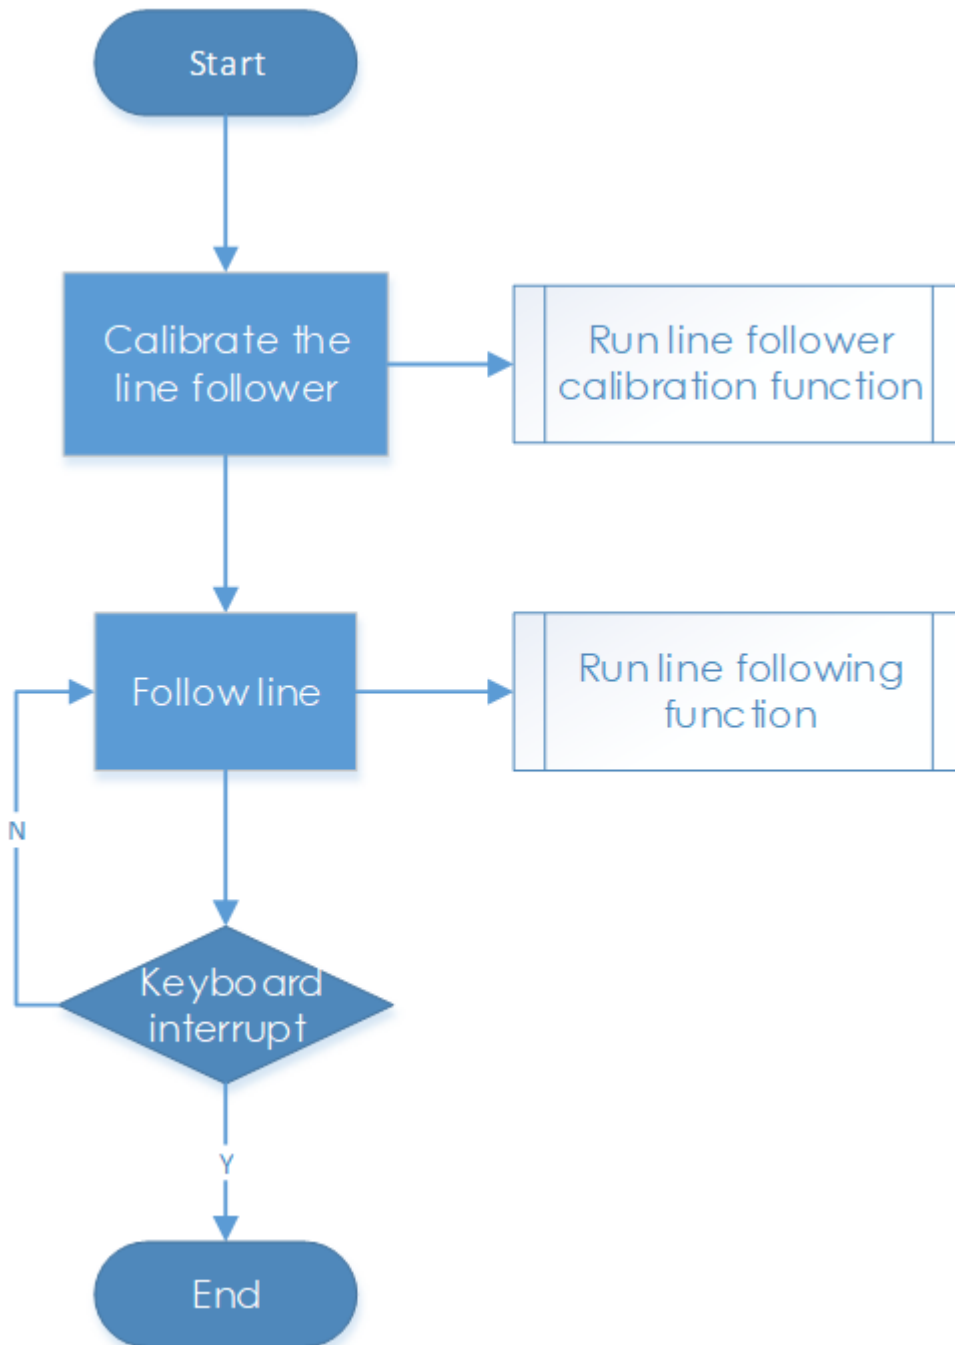 Start
Calibrate the
line follower
Run line follower
calibration function
Follow line
Run line following
function
N
Keyboard
interrupt
Y
End